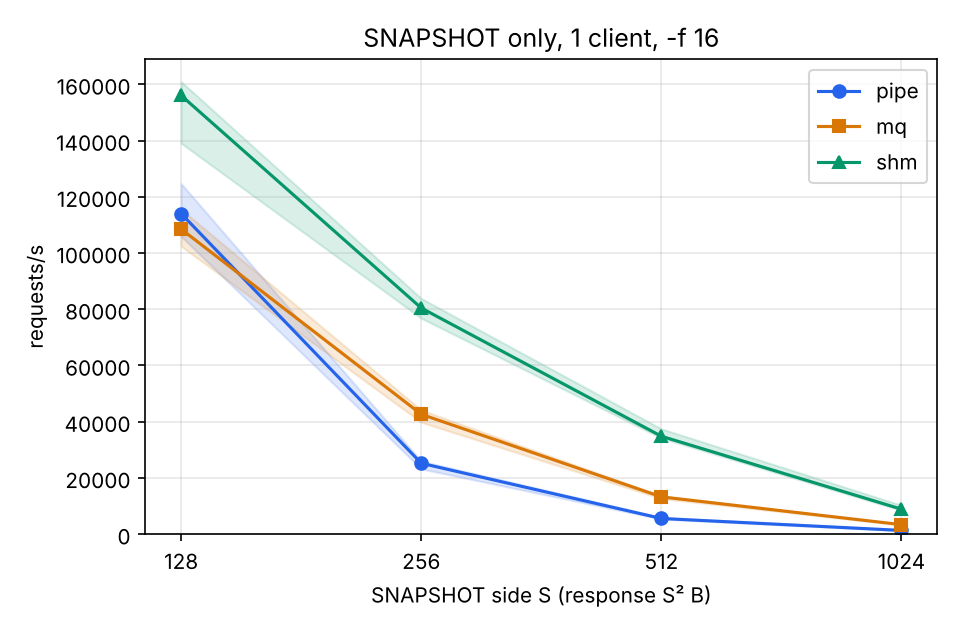 SNAPSHOT only, 1 client, -f 16
160000
140000
120000
100000
80000
60000
40000
20000
0
requests/s
pipe
mq
shm
128
256
512
1024
SNAPSHOT side S (response S² B)